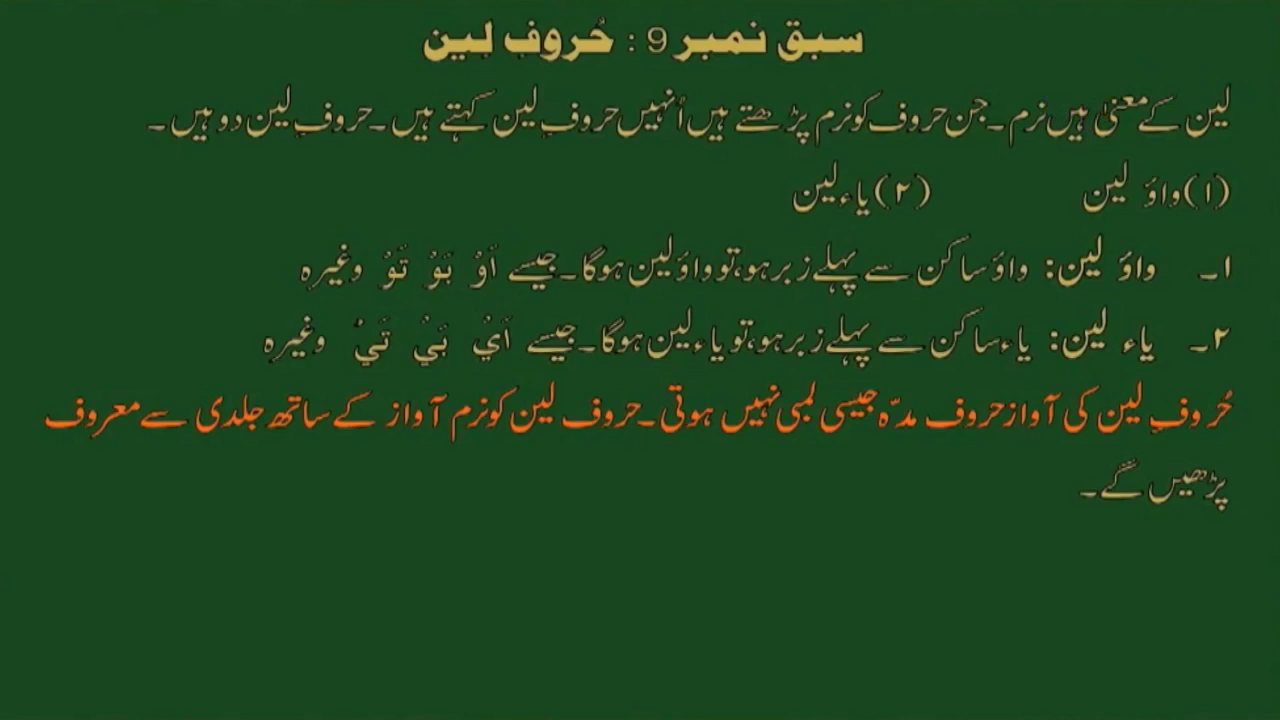 سبق نمبر 9 : حُروفِ لین
لین کے معنیٰ ہیں نرم۔ جن حروف کو نرم پڑھتے ہیں اُنہیں حروفِ لین کہتے ہیں۔ حروفِ لین دو ہیں۔
(۱) واؤ لین (۲) یاء لین
۱۔ واؤ لین: واؤ ساکن سے پہلے زبر ہو، تو واؤ لین ہوگا۔ جیسے اَوْ بَوْ تَوْ وغیرہ
۲۔ یاء لین: یاء ساکن سے پہلے زبر ہو، تو یاء لین ہوگا۔ جیسے اَيْ بَيْ تَيْ وغیرہ
حُروفِ لین کی آواز حروف مدّہ جیسی لمبی نہیں ہوتی۔ حروف لین کو نرم آواز کے ساتھ جلدی سے معروف
پڑھیں گے۔